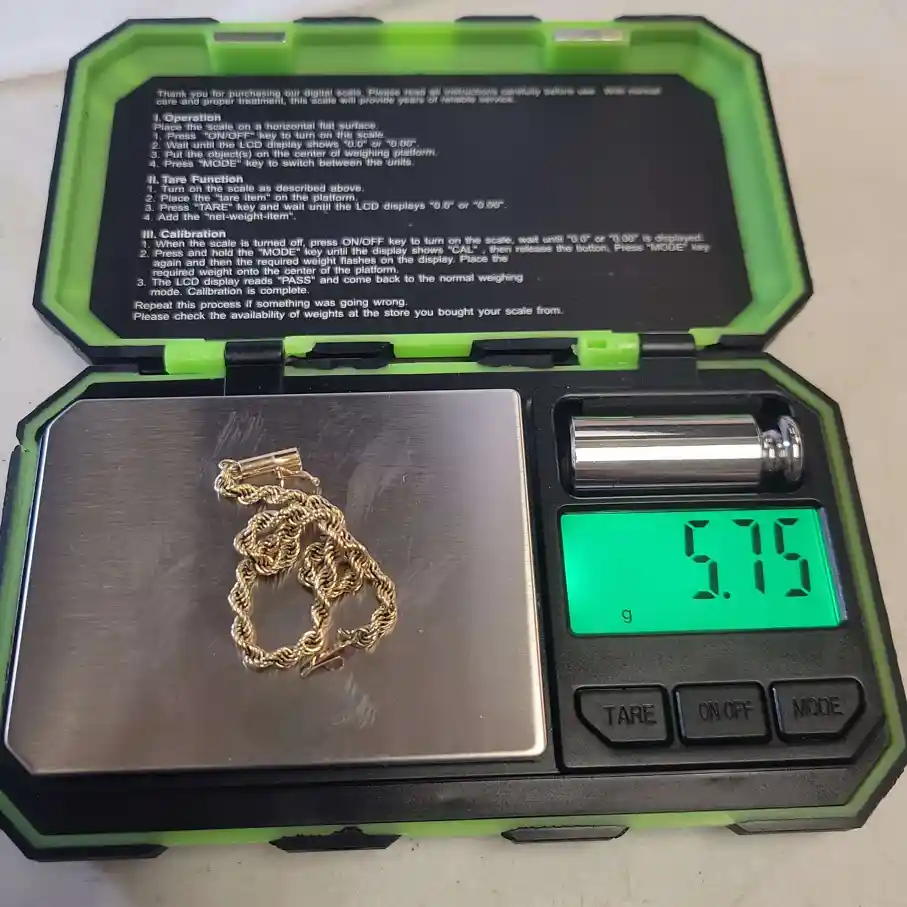 Thank you for purchasing our digital scale. Please read all instructions carefully before use. With normal
care and proper treatment, this scale will provide years of reliable service.
I. Operation
Place the scale on a horizontal flat surface.
1. Press "ON/OFF" key to turn on the scale.
2. Wait until the LCD display shows "0.0" or "0.00".
3. Put the object(s) on the center of weighing platform.
4. Press "MODE" key to switch between the units.
II. Tare Function
1. Turn on the scale as described above.
2. Place the "tare item" on the platform.
3. Press "TARE" key and wait until the LCD displays "0.0" or "0.00".
4. Add the "net-weight-item".
III. Calibration
1. When the scale is turned off, press ON/OFF key to turn on the scale, wait until "0.0" or "0.00" is displayed.
2. Press and hold the "MODE" key until the display shows "CAL", then release the button. Press "MODE" key
again and then the required weight flashes on the display. Place the
required weight onto the center of the platform.
3. The LCD display reads "PASS" and come back to the normal weighing
mode. Calibration is complete.
Repeat this process if something was going wrong.
Please check the availability of weights at the store you bought your scale from.
5.75
g
TARE ON OFF MODE